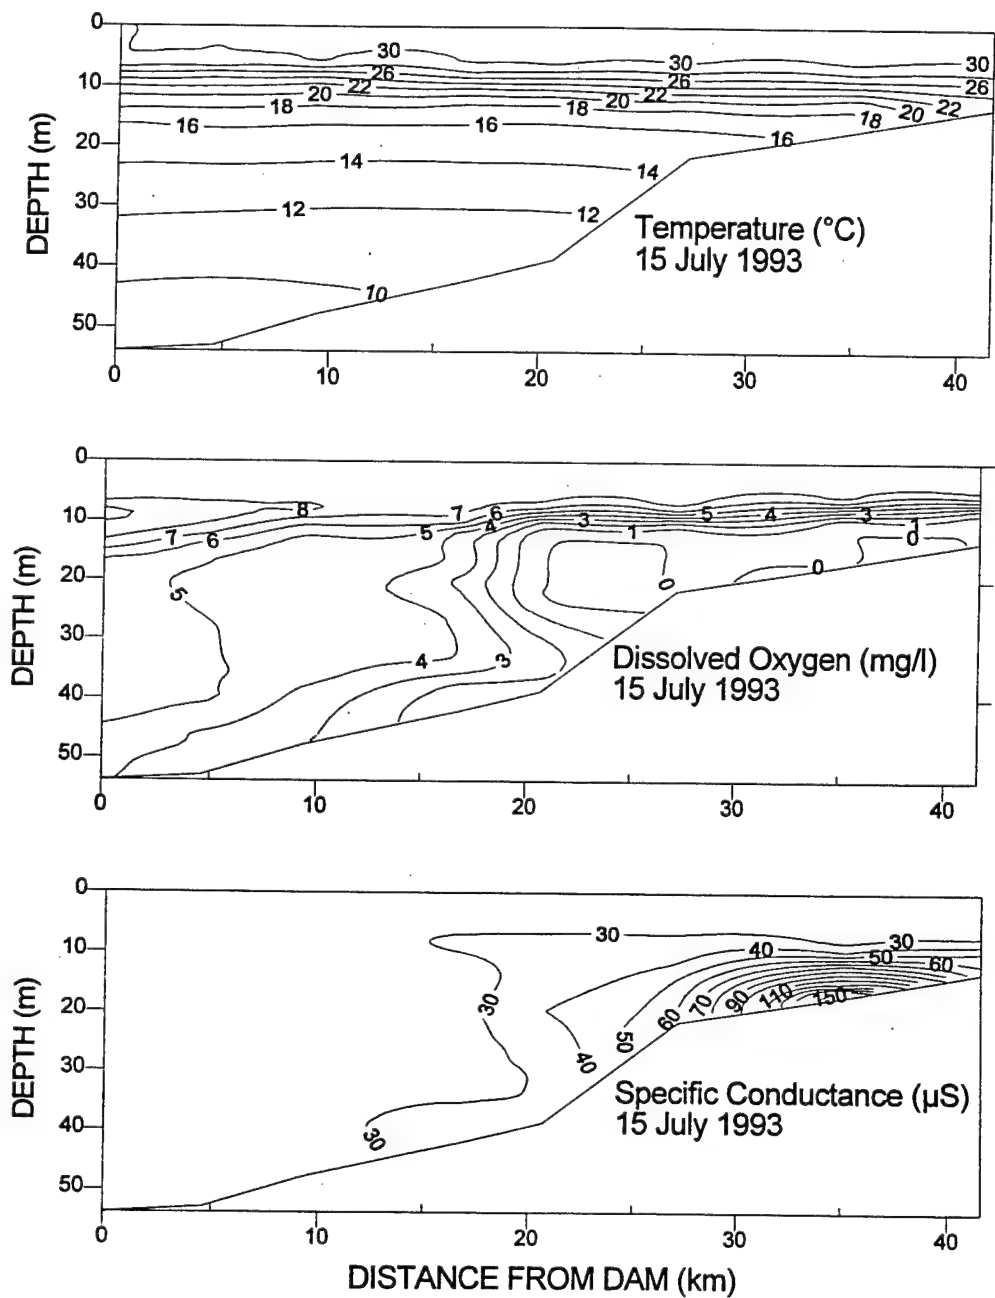 0
10
20
30
40
50
DEPTH (m)
30 30 30
26 26 26
22 22 22
20 20 20
18 18 18
16 16 16
14 14
12 12
10
Temperature (°C)
15 July 1993
0 10 20 30 40
0
10
20
30
40
50
DEPTH (m)
8 7 6 5 4 3
7 6 5 4 3 1 1
0 0 0
5
4 3
Dissolved Oxygen (mg/l)
15 July 1993
0 10 20 30 40
0
10
20
30
40
50
DEPTH (m)
30 30
40 50 60
30 40 50 60 70 90 110 150
30
Specific Conductance (µS)
15 July 1993
0 10 20 30 40
DISTANCE FROM DAM (km)